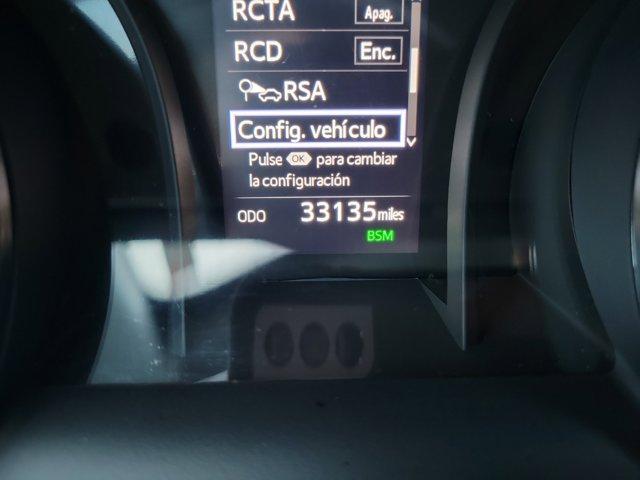 RCTA Apag.
RCD Enc.
RSA
Config. vehículo
Pulse OK para cambiar
la configuración
ODO 33135 miles
BSM